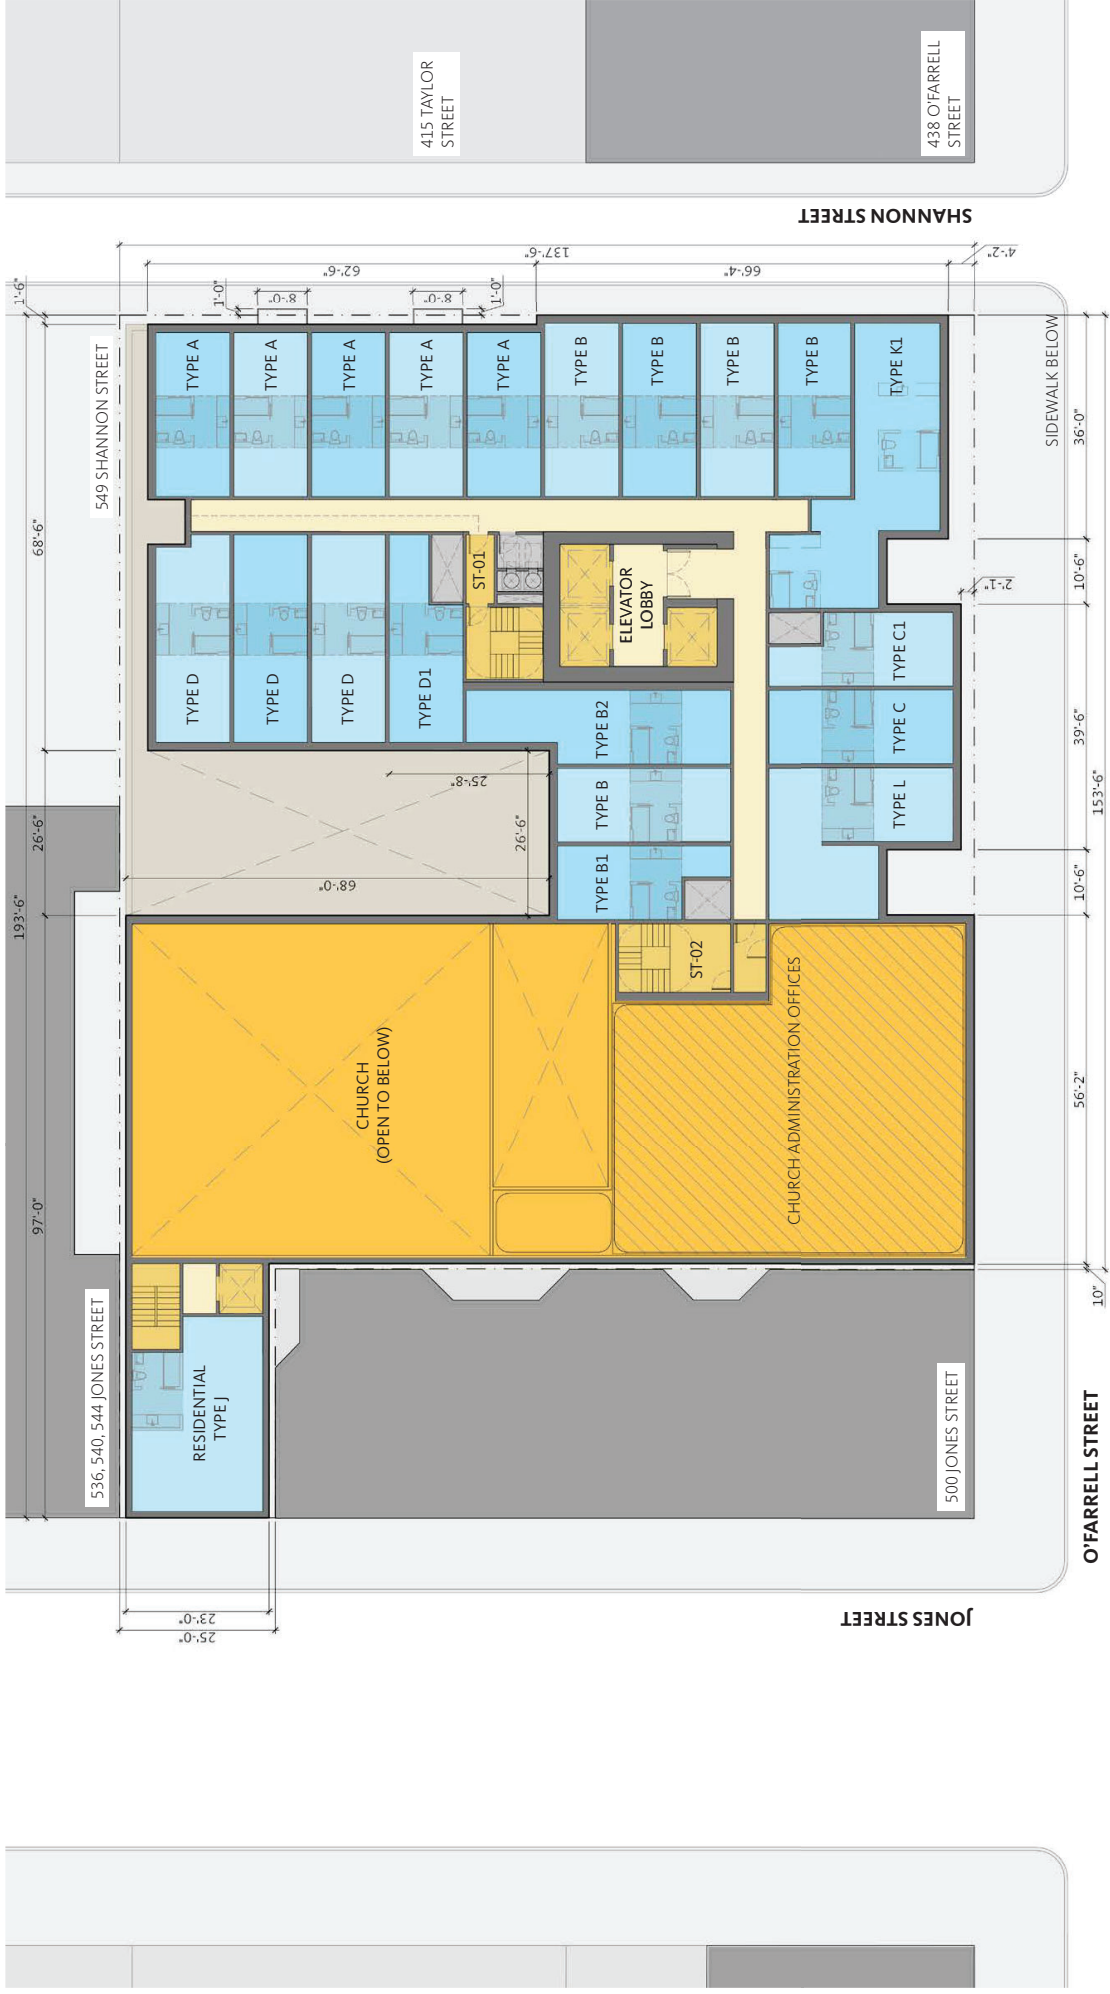 415 TAYLOR
STREET
438 O'FARRELL
STREET
SHANNON STREET
137'-6"
62'-6"
66'-4"
4'-2"
1'-6"
1'-0"
8'-0"
8'-0"
1'-0"
549 SHANNON STREET
SIDEWALK BELOW
TYPE A
TYPE A
TYPE A
TYPE A
TYPE A
TYPE B
TYPE B
TYPE B
TYPE B
TYPE K1
68'-6"
36'-0"
ST-01
ELEVATOR
LOBBY
10'-6"
2'-1"
TYPE D
TYPE D
TYPE D
TYPE D1
TYPE B2
TYPE B
TYPE B1
TYPE C1
TYPE C
TYPE L
39'-6"
153'-6"
25'-8"
26'-6"
26'-6"
68'-0"
10'-6"
193'-6"
ST-02
CHURCH
(OPEN TO BELOW)
CHURCH ADMINISTRATION OFFICES
56'-2"
97'-0"
10"
536, 540, 544 JONES STREET
RESIDENTIAL
TYPE J
500 JONES STREET
O'FARRELL STREET
23'-0"
25'-0"
JONES STREET